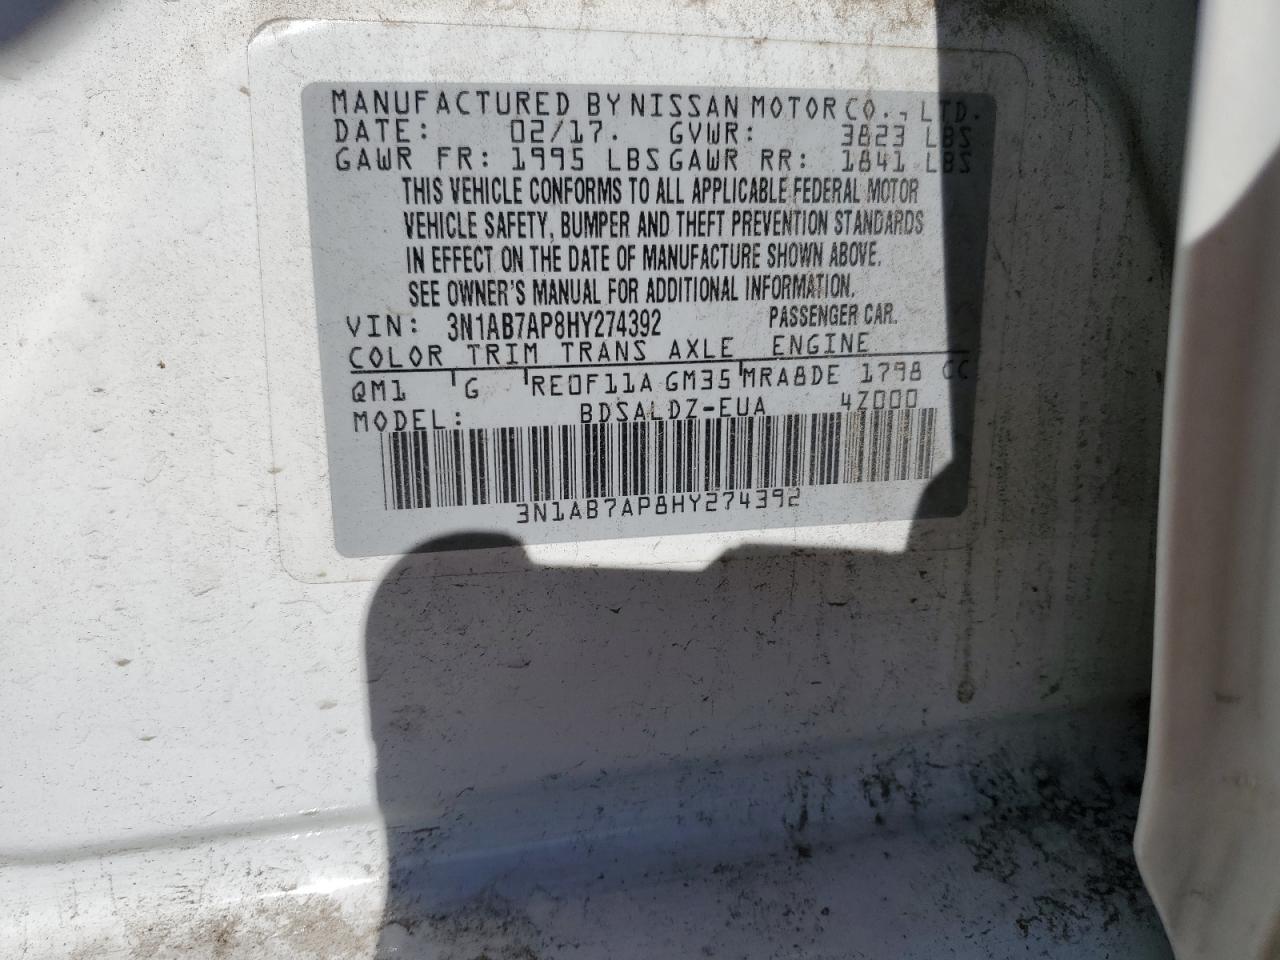 MANUFACTURED BY NISSAN MOTOR CO., LTD.
DATE: 02/17. GVWR: 3823 LBS
GAWR FR: 1995 LBS GAWR RR: 1841 LBS
THIS VEHICLE CONFORMS TO ALL APPLICABLE FEDERAL MOTOR
VEHICLE SAFETY, BUMPER AND THEFT PREVENTION STANDARDS
IN EFFECT ON THE DATE OF MANUFACTURE SHOWN ABOVE.
SEE OWNER'S MANUAL FOR ADDITIONAL INFORMATION.
VIN: 3N1AB7AP8HY274392 PASSENGER CAR.
COLOR TRIM TRANS AXLE ENGINE
QM1 G RE0F11A GM35 MRA8DE 1798 CC
MODEL: BDSALDZ-EUA 4Z000
3N1AB7AP8HY274392